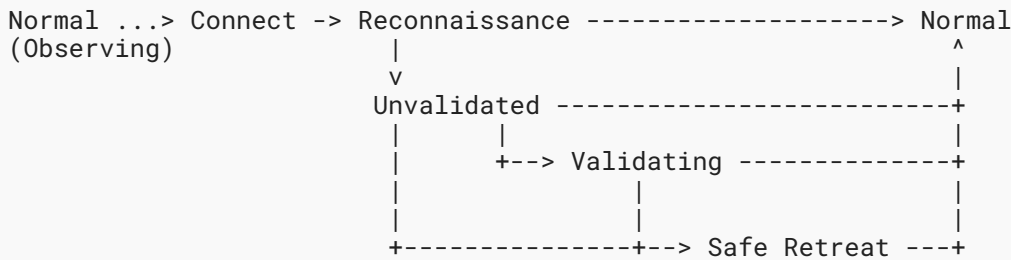 Normal ...> Connect -> Reconnaissance --------------------> Normal
(Observing)             |                                    ^
                        v                                    |
                       Unvalidated --------------------------+
                        |      |                             |
                        |      +--> Validating --------------+
                        |               |                    |
                        |               |                    |
                        +---------------+--> Safe Retreat ---+